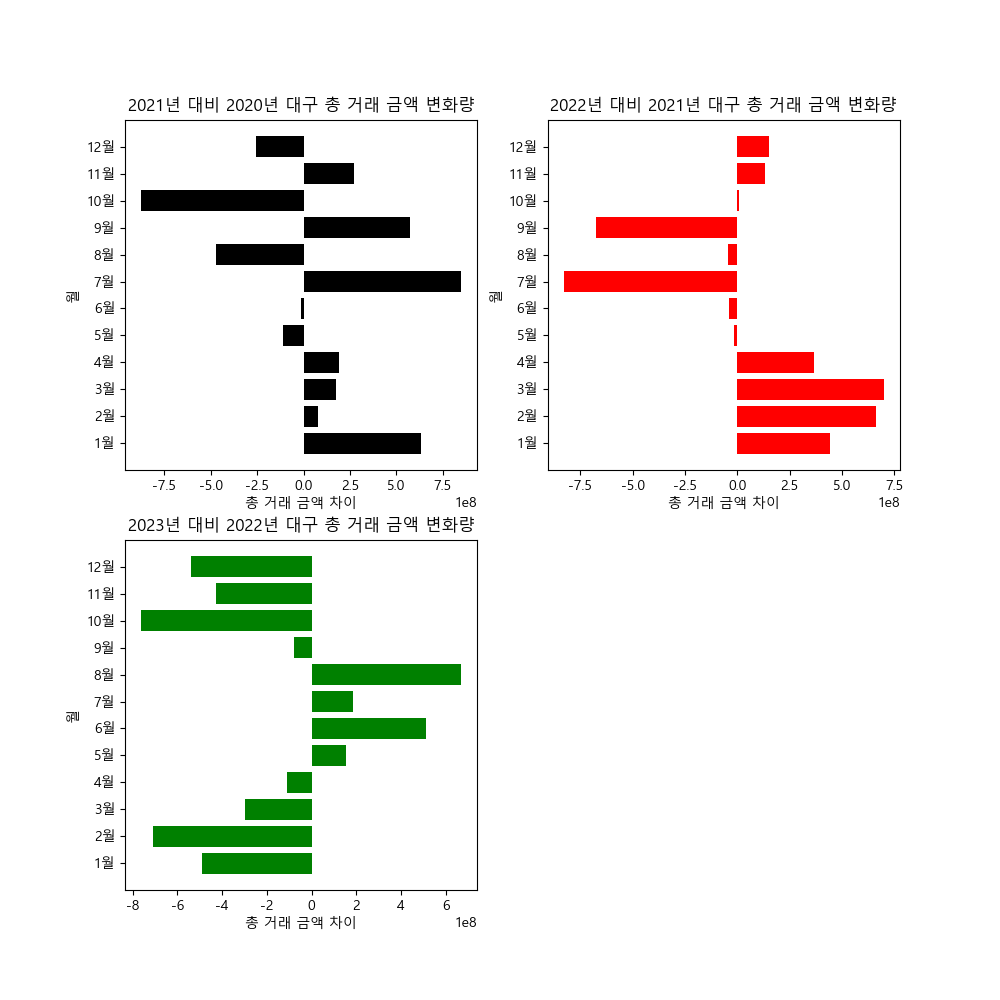 2021년 대비 2020년 대구 총 거래 금액 변화량
12월
11월
10월
9월
8월
7월
6월
5월
4월
3월
2월
1월
월
-7.5 -5.0 -2.5 0.0 2.5 5.0 7.5
총 거래 금액 차이
1e8
2022년 대비 2021년 대구 총 거래 금액 변화량
12월
11월
10월
9월
8월
7월
6월
5월
4월
3월
2월
1월
월
-7.5 -5.0 -2.5 0.0 2.5 5.0 7.5
총 거래 금액 차이
1e8
2023년 대비 2022년 대구 총 거래 금액 변화량
12월
11월
10월
9월
8월
7월
6월
5월
4월
3월
2월
1월
월
-8 -6 -4 -2 0 2 4 6
총 거래 금액 차이
1e8